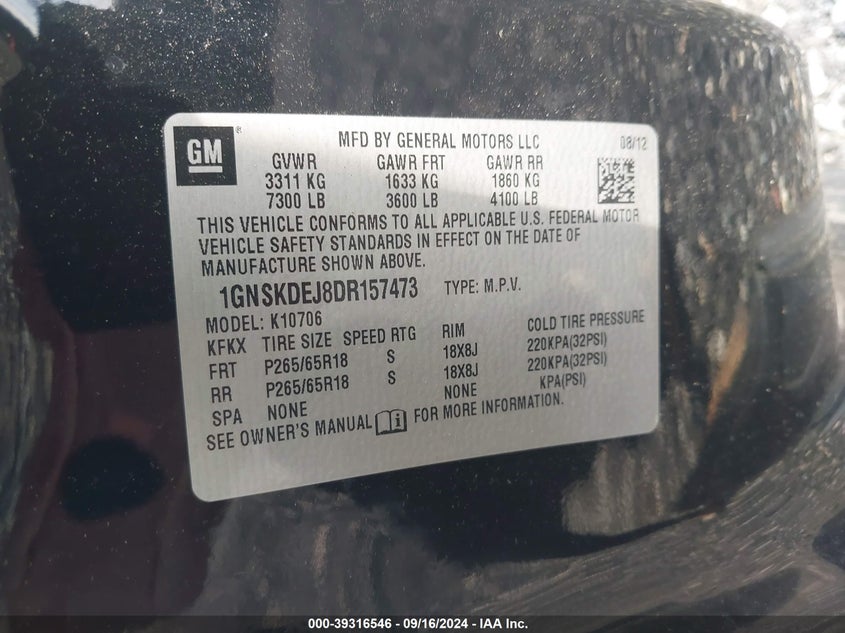 GM ®
MFD BY GENERAL MOTORS LLC 08/12
GVWR GAWR FRT GAWR RR
3311 KG 1633 KG 1860 KG
7300 LB 3600 LB 4100 LB
THIS VEHICLE CONFORMS TO ALL APPLICABLE U.S. FEDERAL MOTOR
VEHICLE SAFETY STANDARDS IN EFFECT ON THE DATE OF
MANUFACTURE SHOWN ABOVE.
1GNSKDEJ8DR157473 TYPE: M.P.V.
MODEL: K10706
KFKX TIRE SIZE SPEED RTG RIM COLD TIRE PRESSURE
FRT P265/65R18 S 18X8J 220KPA(32PSI)
RR P265/65R18 S 18X8J 220KPA(32PSI)
SPA NONE NONE KPA(PSI)
SEE OWNER'S MANUAL i FOR MORE INFORMATION.
000-39316546 - 09/16/2024 - IAA Inc.